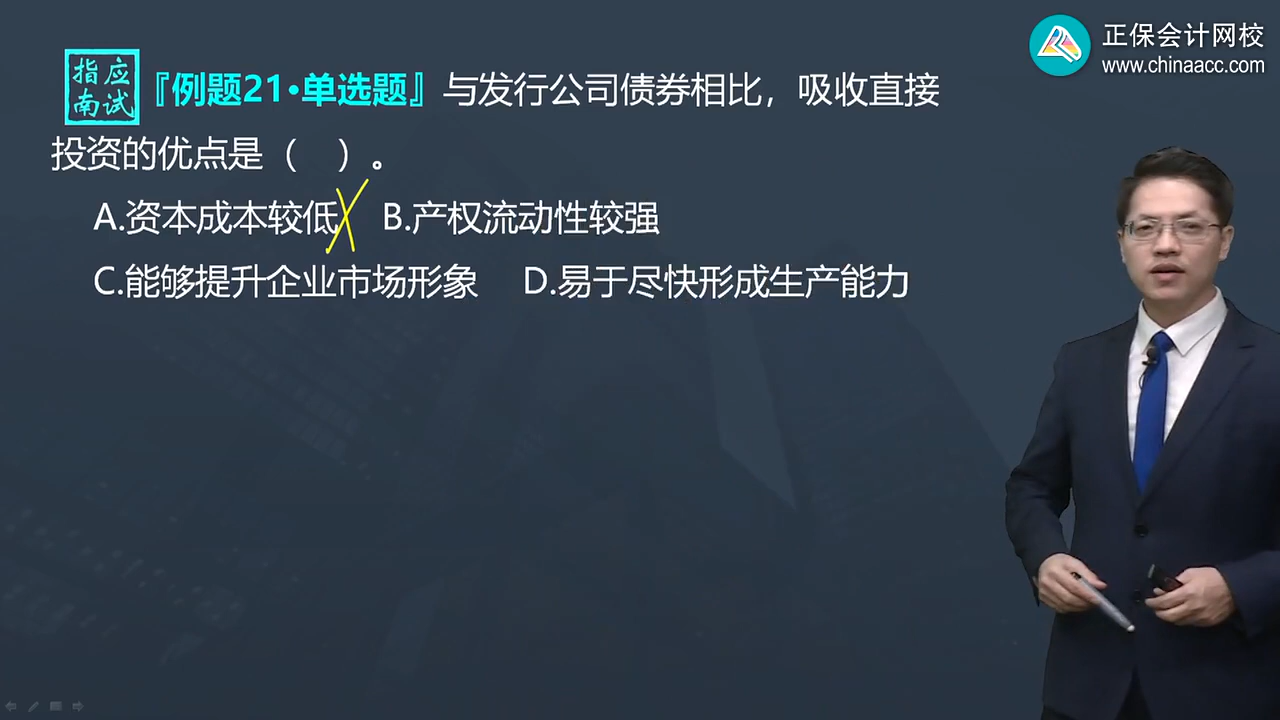 正保会计网校
www.chinaacc.com
应试指南
『例题21•单选题』与发行公司债券相比，吸收直接
投资的优点是（ ）。
A.资本成本较低 B.产权流动性较强
C.能够提升企业市场形象 D.易于尽快形成生产能力